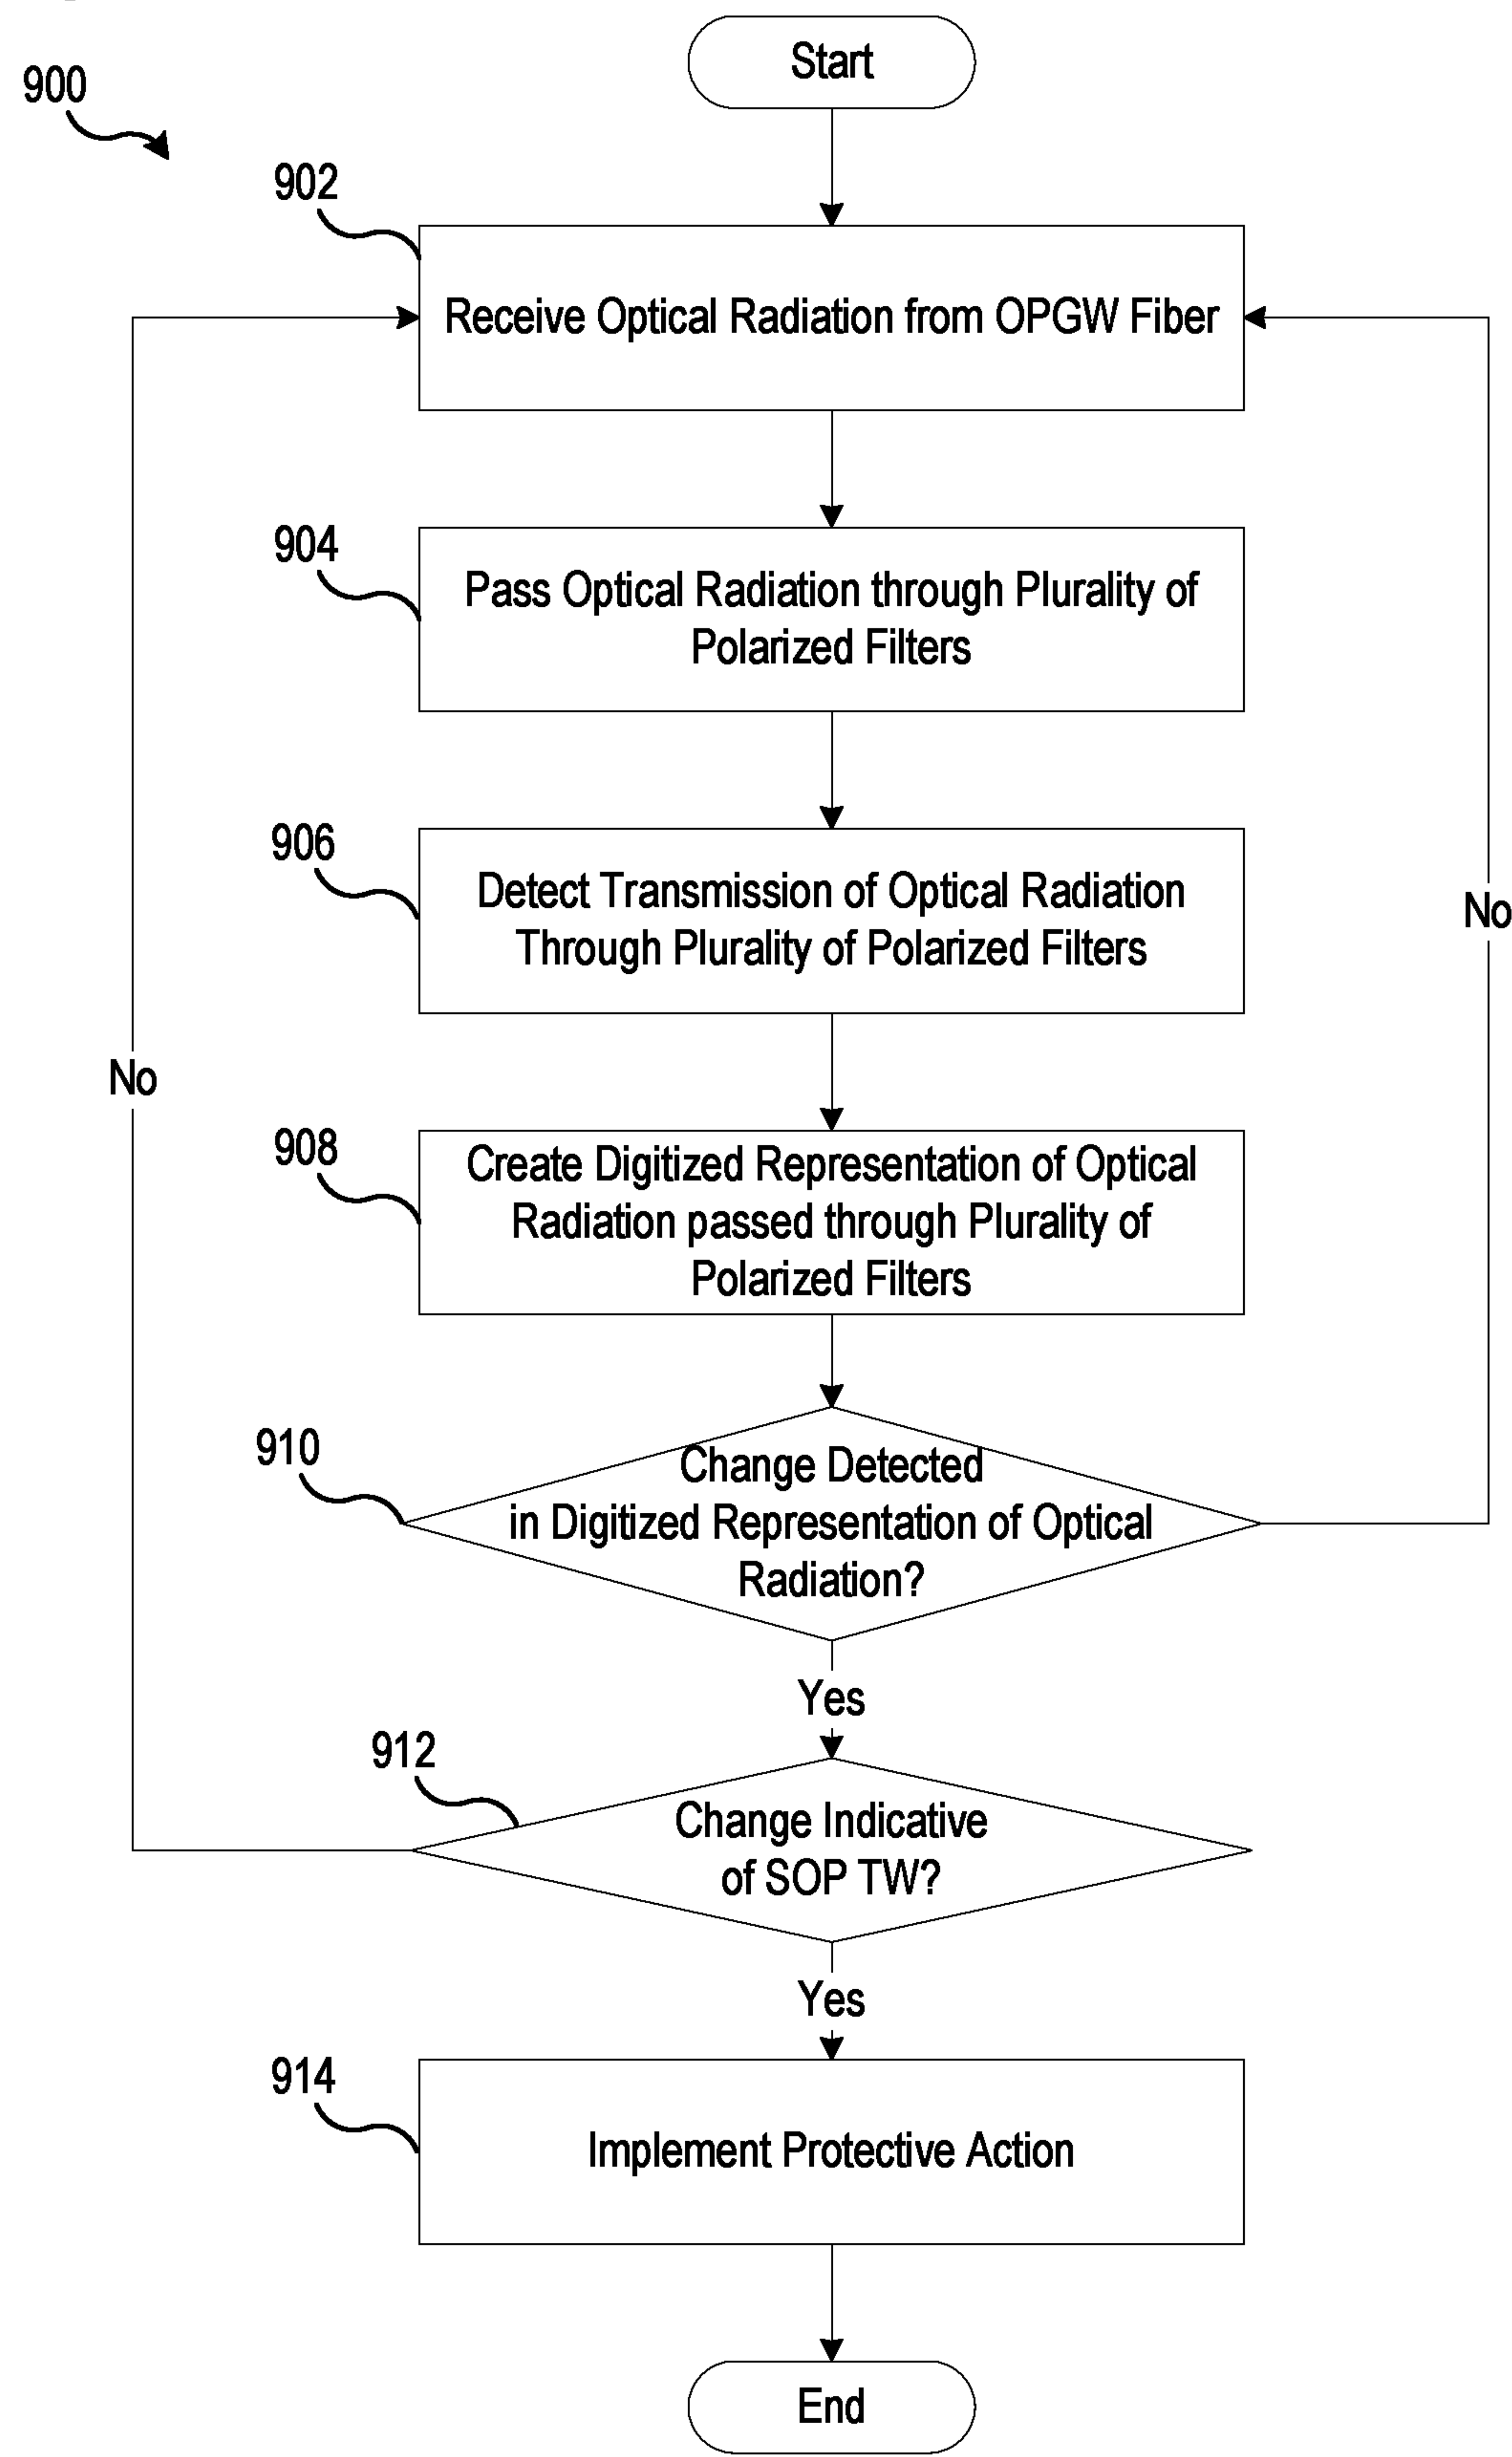 Start
900
902
Receive Optical Radiation from OPGW Fiber
904
Pass Optical Radiation through Plurality of
Polarized Filters
906
Detect Transmission of Optical Radiation
Through Plurality of Polarized Filters
No
No
908
Create Digitized Representation of Optical
Radiation passed through Plurality of
Polarized Filters
910
Change Detected
in Digitized Representation of Optical
Radiation?
Yes
912
Change Indicative
of SOP TW?
Yes
914
Implement Protective Action
End